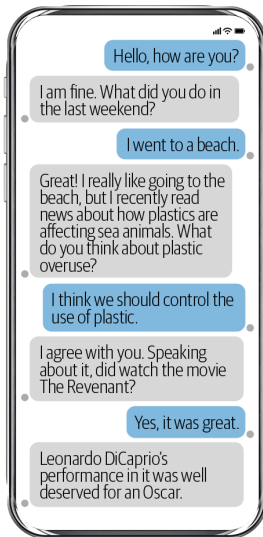 Hello, how are you?
I am fine. What did you do in
the last weekend?
I went to a beach.
Great! I really like going to the
beach, but I recently read
news about how plastics are
affecting sea animals. What
do you think about plastic
overuse?
I think we should control the
use of plastic.
I agree with you. Speaking
about it, did watch the movie
The Revenant?
Yes, it was great.
Leonardo DiCaprio's
performance in it was well
deserved for an Oscar.